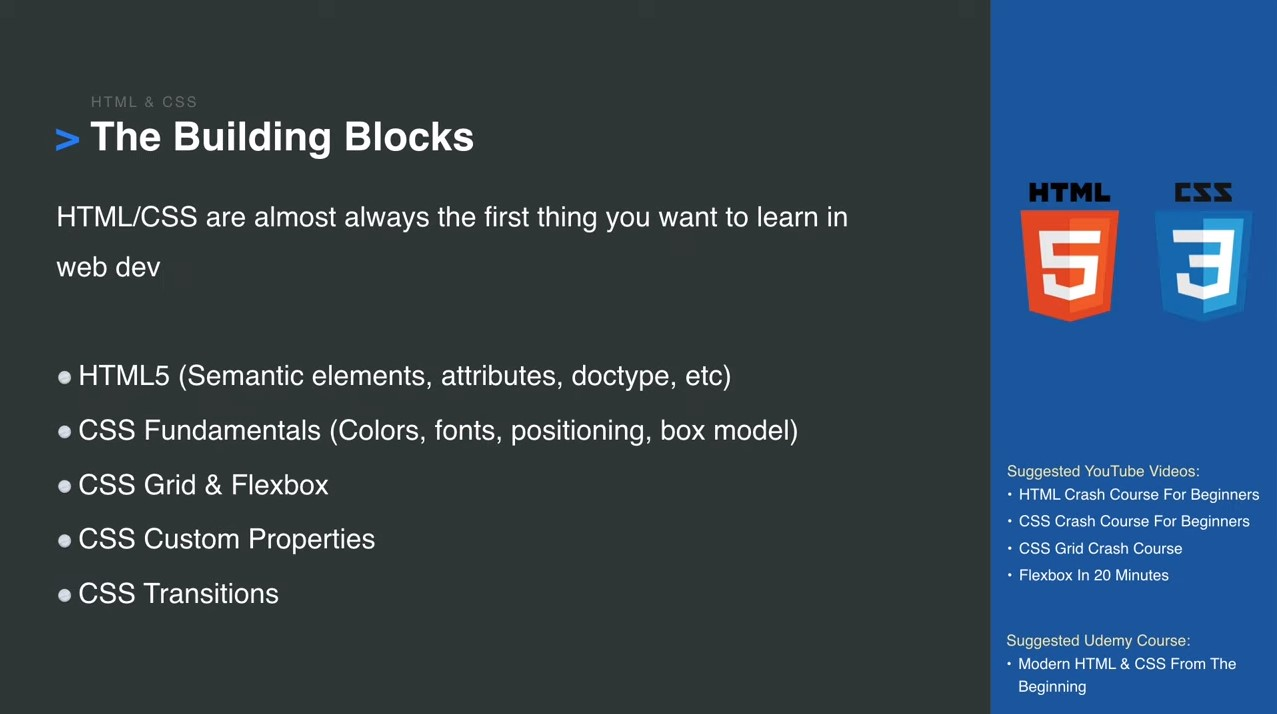 HTML & CSS
> The Building Blocks
HTML/CSS are almost always the first thing you want to learn in
web dev
HTML5 (Semantic elements, attributes, doctype, etc)
CSS Fundamentals (Colors, fonts, positioning, box model)
CSS Grid & Flexbox
CSS Custom Properties
CSS Transitions
HTML CSS
5 3
Suggested YouTube Videos:
• HTML Crash Course For Beginners
• CSS Crash Course For Beginners
• CSS Grid Crash Course
• Flexbox In 20 Minutes
Suggested Udemy Course:
• Modern HTML & CSS From The
Beginning